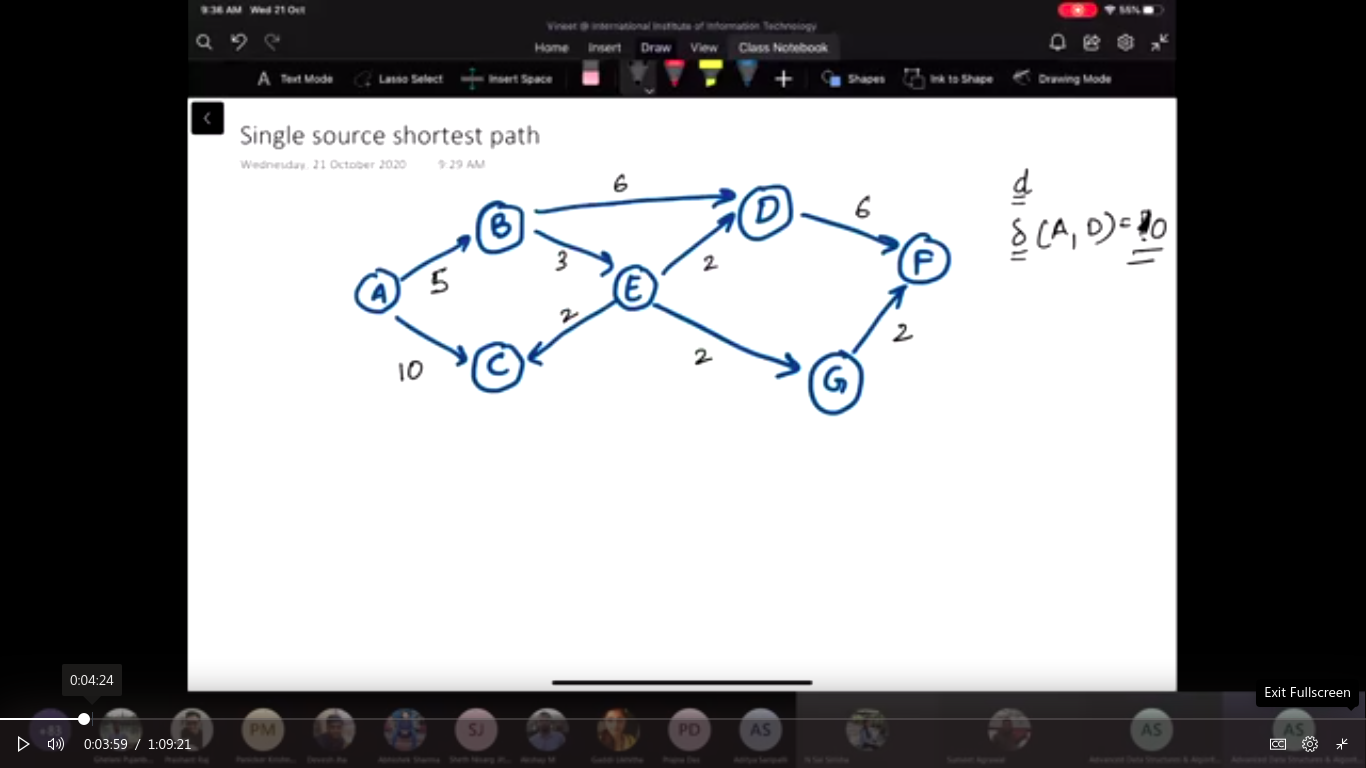 9:36 AM Wed 21 Oct
55%
Vineet @ International Institute of Information Technology
Home Insert Draw View Class Notebook
A Text Mode Lasso Select Insert Space Shapes Ink to Shape Drawing Mode
Single source shortest path
Wednesday, 21 October 2020 9:29 AM
d
δ (A, D) = 10
6
B
D
6
3
2
F
A
5
E
2
2
2
10
C
G
0:04:24
Exit Fullscreen
PM
SJ
PD
AS
AS
AS
0:03:59 / 1:09:21
CC